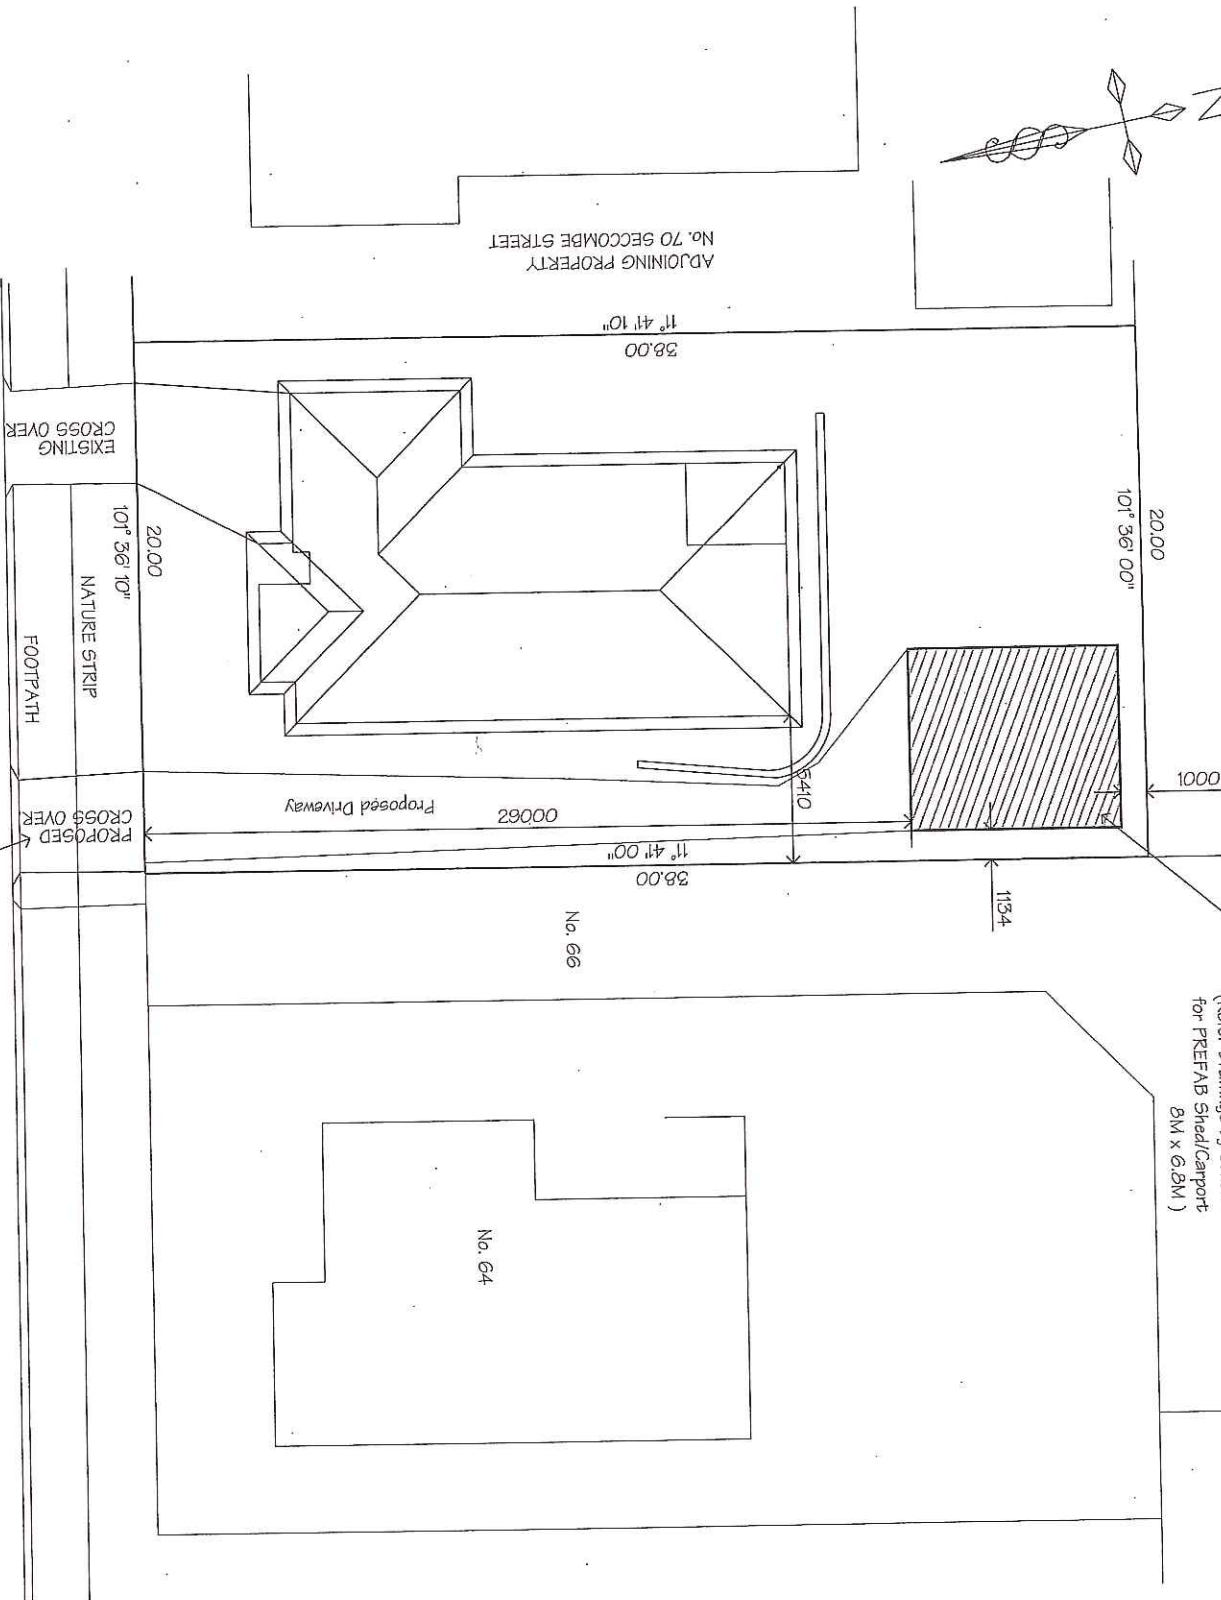 N
ADJOINING PROPERTY
No. 70 SECCOMBE STREET
11° 41' 10"
38.00
EXISTING
CROSS OVER
20.00
101° 36' 10"
NATURE STRIP
FOOTPATH
20.00
101° 36' 00"
PROPOSED
CROSS OVER
Proposed Driveway
29000
5410
1000
11° 41' 00"
38.00
1134
No. 66
for PREFAB Shed/Carport
8M x 6.8M )
No. 64